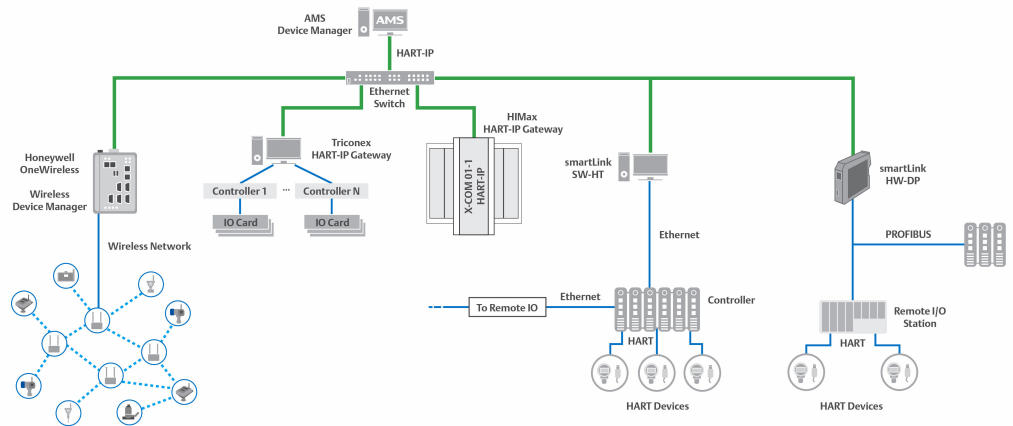 AMS
Device Manager
AMS
HART-IP
Ethernet
Switch
Honeywell
OneWireless
Wireless
Device Manager
Triconex
HART-IP Gateway
Controller 1
...
Controller N
IO Card
IO Card
HIMax
HART-IP Gateway
X-COM 01-1
HART-IP
smartLink
SW-HT
smartLink
HW-DP
Wireless Network
Ethernet
PROFIBUS
To Remote IO
Ethernet
Controller
HART
HART Devices
Remote I/O
Station
HART
HART Devices